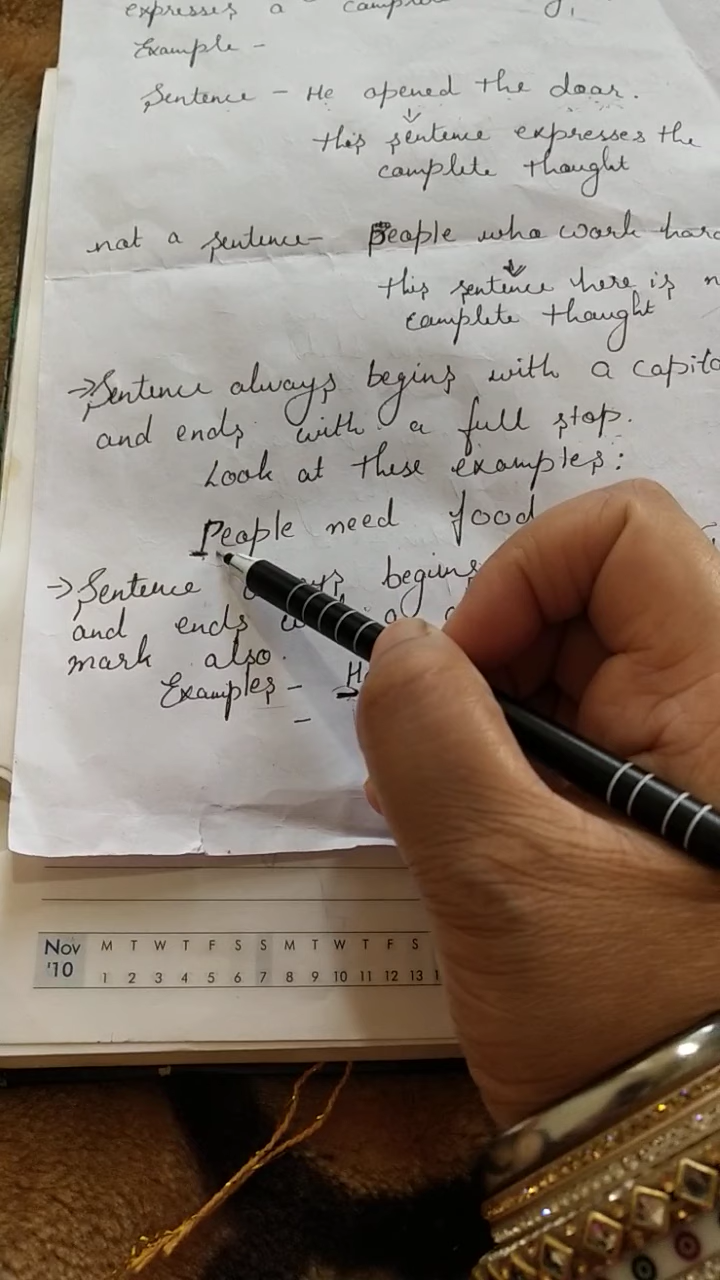 expresses a
Example -
Sentence - He opened the door.
this sentence expresses the
complete thought
not a sentence - People who work hard
this sentence here is
complete thought
→ Sentence always begins with a
and ends with a full stop.
Look at these examples:
People need food
→ Sentence begins
and ends
mark also.
Examples -
-
Nov '10
M T W T F S S M T W T F S
1 2 3 4 5 6 7 8 9 10 11 12 13